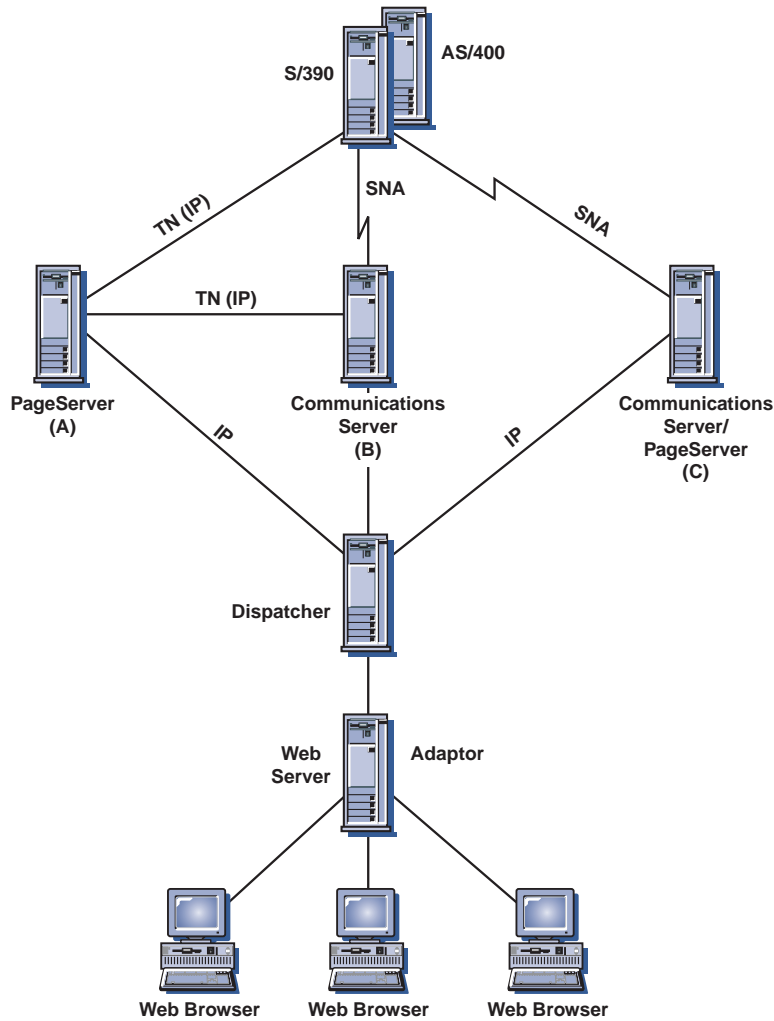 AS/400
S/390
TN (IP)
SNA
SNA
TN (IP)
PageServer
(A)
Communications
Server
(B)
Communications
Server/
PageServer
(C)
IP
IP
Dispatcher
Web
Server
Adaptor
Web Browser
Web Browser
Web Browser